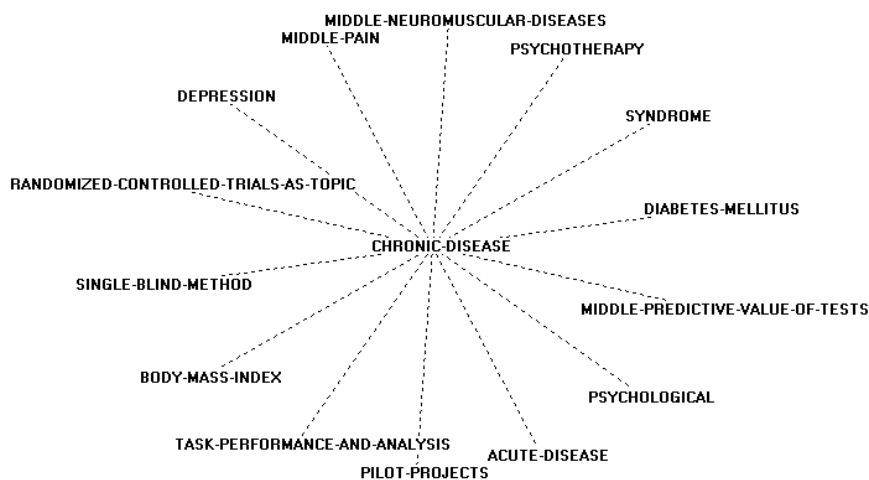 MIDDLE-NEUROMUSCULAR-DISEASES
MIDDLE-PAIN
PSYCHOTHERAPY
DEPRESSION
SYNDROME
RANDOMIZED-CONTROLLED-TRIALS-AS-TOPIC
DIABETES-MELLITUS
CHRONIC-DISEASE
SINGLE-BLIND-METHOD
MIDDLE-PREDICTIVE-VALUE-OF-TESTS
BODY-MASS-INDEX
PSYCHOLOGICAL
TASK-PERFORMANCE-AND-ANALYSIS
ACUTE-DISEASE
PILOT-PROJECTS